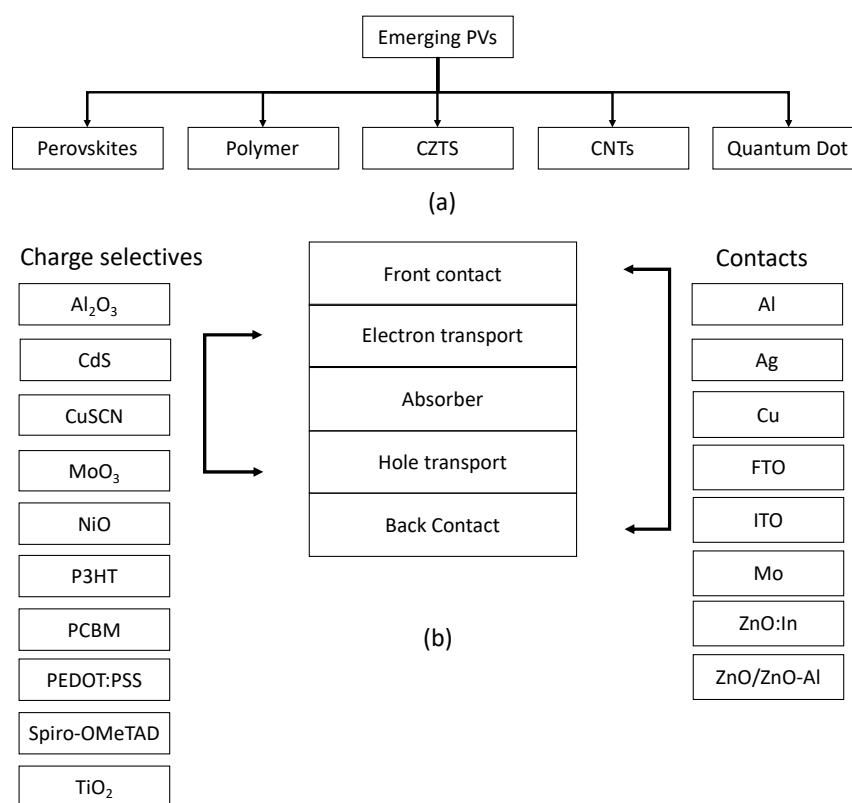 Emerging PVs
Perovskites
Polymer
CZTS
CNTs
Quantum Dot
(a)
Charge selectives
Al₂O₃
CdS
CuSCN
MoO₃
NiO
P3HT
PCBM
PEDOT:PSS
Spiro-OMeTAD
TiO₂
Front contact
Electron transport
Absorber
Hole transport
Back Contact
(b)
Contacts
Al
Ag
Cu
FTO
ITO
Mo
ZnO:In
ZnO/ZnO-Al